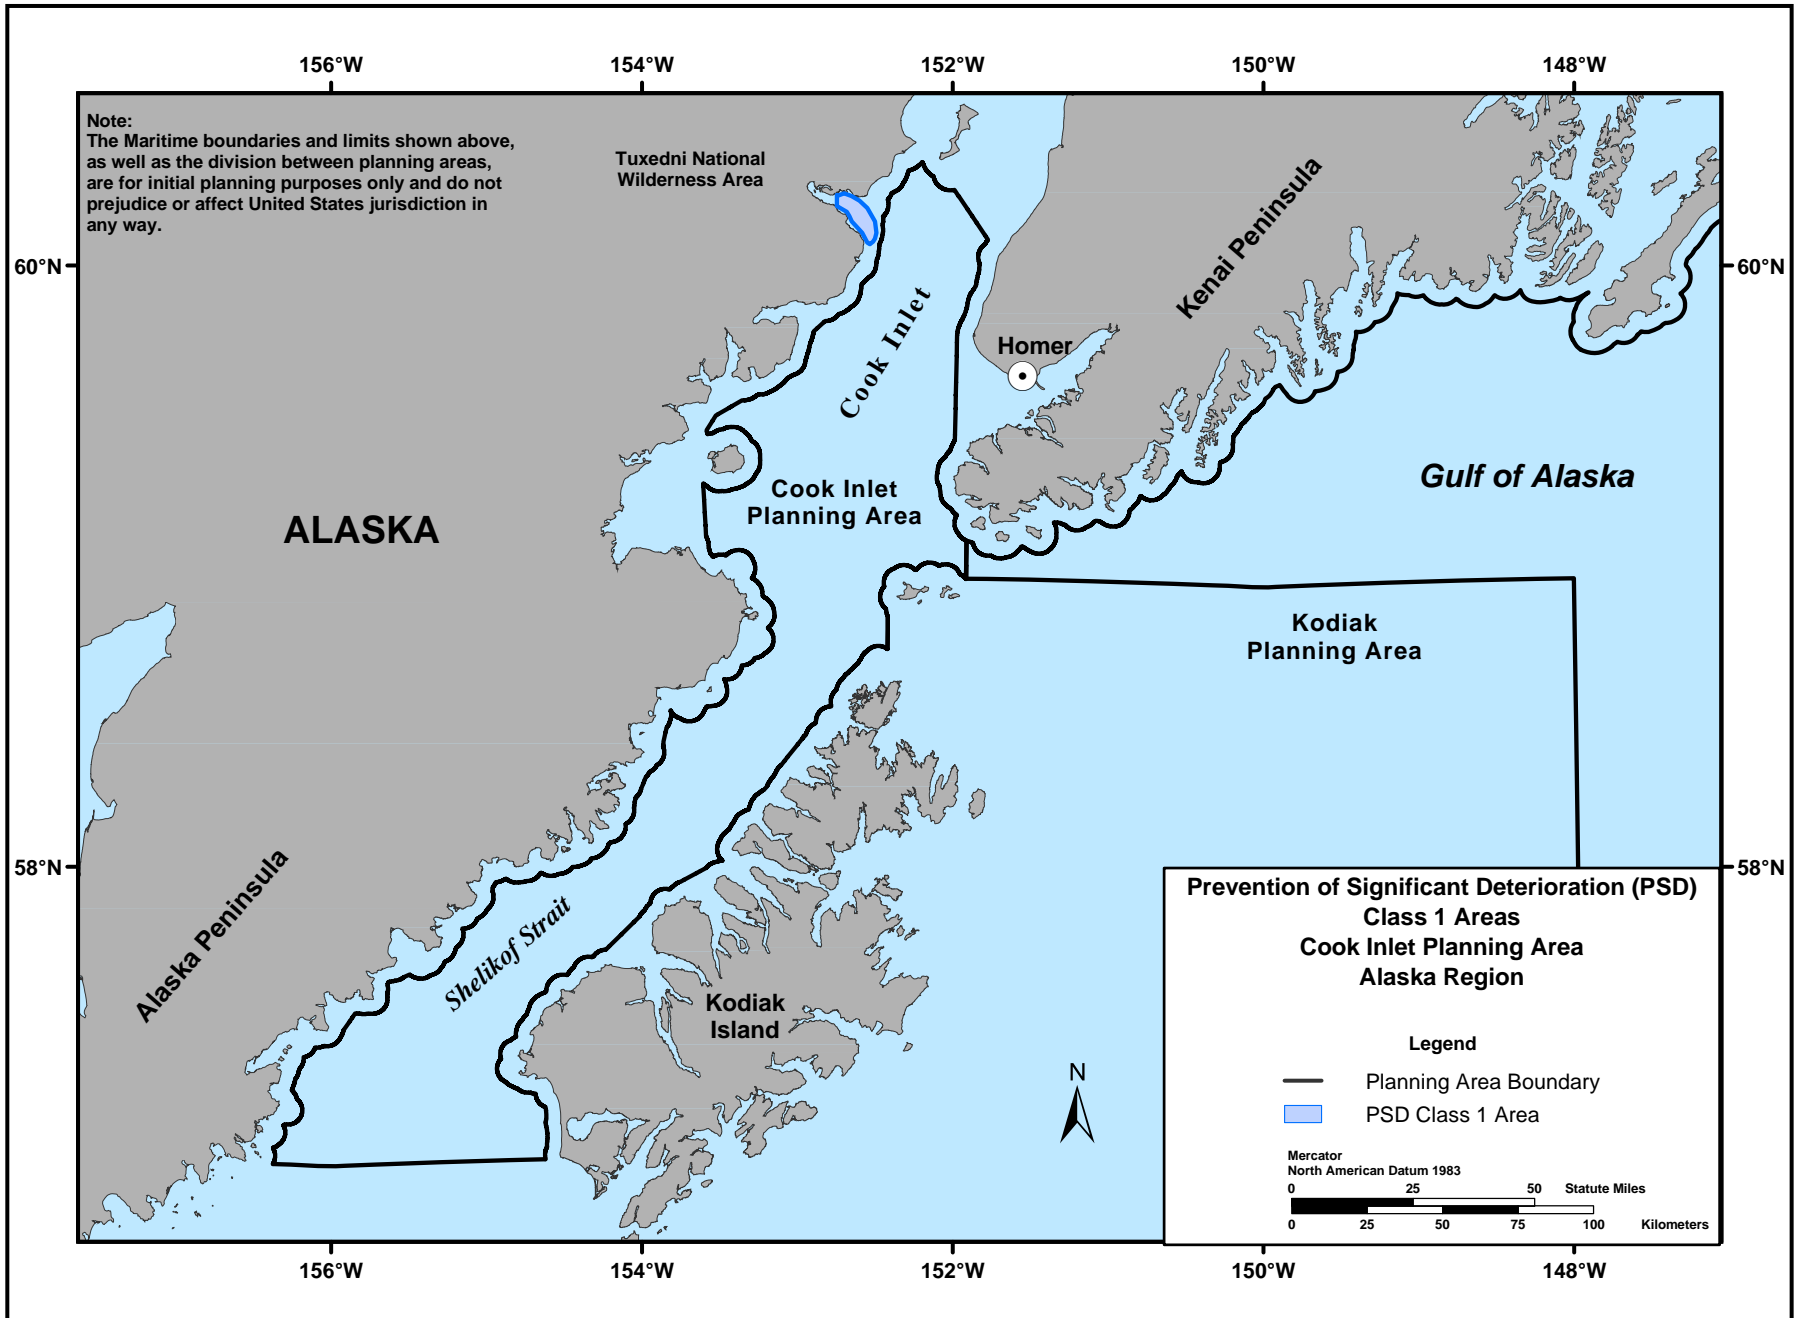 156°W
154°W
152°W
150°W
148°W
Note:
The Maritime boundaries and limits shown above,
as well as the division between planning areas,
are for initial planning purposes only and do not
prejudice or affect United States jurisdiction in
any way.
Tuxedni National
Wilderness Area
Kenai Peninsula
60°N
60°N
Cook Inlet
Homer
Gulf of Alaska
Cook Inlet
Planning Area
ALASKA
Kodiak
Planning Area
58°N
58°N
Alaska Peninsula
Shelikof Strait
Kodiak
Island
N
Prevention of Significant Deterioration (PSD)
Class 1 Areas
Cook Inlet Planning Area
Alaska Region
Legend
Planning Area Boundary
PSD Class 1 Area
Mercator
North American Datum 1983
0 25 50 Statute Miles
0 25 50 75 100 Kilometers
156°W
154°W
152°W
150°W
148°W